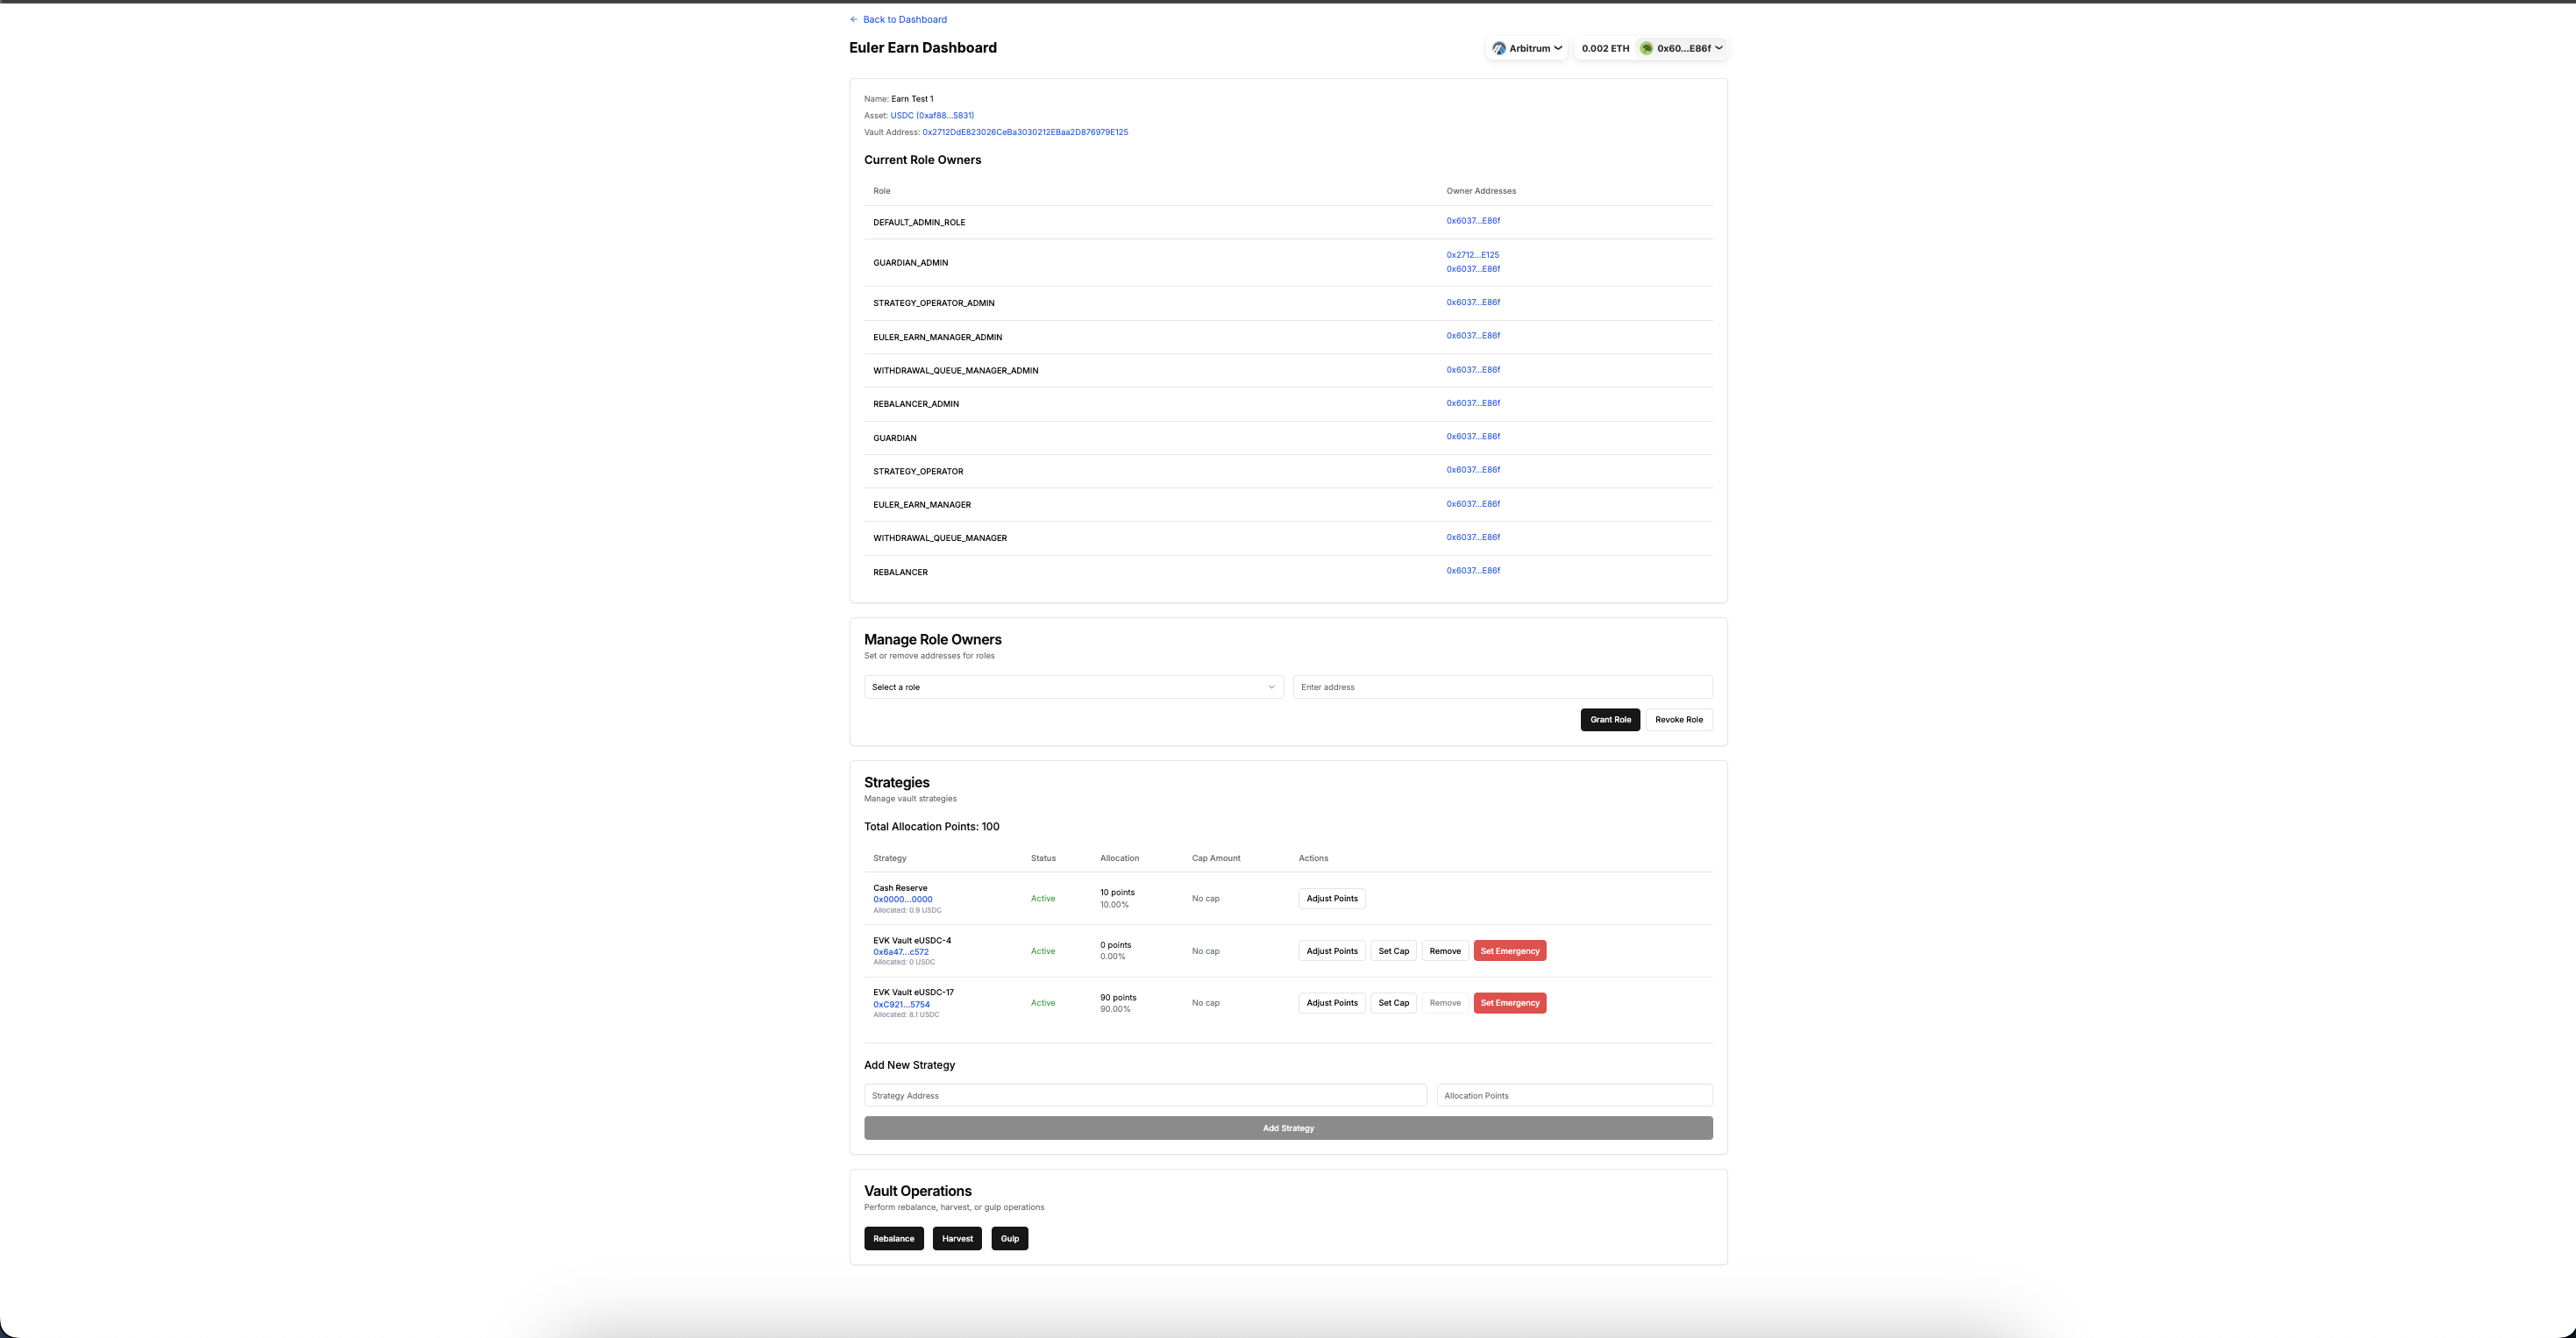 Back to Dashboard
Euler Earn Dashboard
Arbitrum
0.002 ETH 0x60...E86f
Name: Earn Test 1
Asset: USDC (0xaf88...5831)
Vault Address: 0x2712DdE823026CeBa3030212EBaa2D876979E125
Current Role Owners
Role Owner Addresses
DEFAULT_ADMIN_ROLE 0x6037...E86f
GUARDIAN_ADMIN 0x2712...E125
0x6037...E86f
STRATEGY_OPERATOR_ADMIN 0x6037...E86f
EULER_EARN_MANAGER_ADMIN 0x6037...E86f
WITHDRAWAL_QUEUE_MANAGER_ADMIN 0x6037...E86f
REBALANCER_ADMIN 0x6037...E86f
GUARDIAN 0x6037...E86f
STRATEGY_OPERATOR 0x6037...E86f
EULER_EARN_MANAGER 0x6037...E86f
WITHDRAWAL_QUEUE_MANAGER 0x6037...E86f
REBALANCER 0x6037...E86f
Manage Role Owners
Set or remove addresses for roles
Select a role Enter address
Grant Role Revoke Role
Strategies
Manage vault strategies
Total Allocation Points: 100
Strategy Status Allocation Cap Amount Actions
Cash Reserve
0x0000...0000
Allocated: 0.9 USDC
Active
10 points
10.00%
No cap
Adjust Points
EVK Vault eUSDC-4
0x6a47...c572
Allocated: 0 USDC
Active
0 points
0.00%
No cap
Adjust Points Set Cap Remove Set Emergency
EVK Vault eUSDC-17
0xC921...5754
Allocated: 8.1 USDC
Active
90 points
90.00%
No cap
Adjust Points Set Cap Remove Set Emergency
Add New Strategy
Strategy Address Allocation Points
Add Strategy
Vault Operations
Perform rebalance, harvest, or gulp operations
Rebalance Harvest Gulp